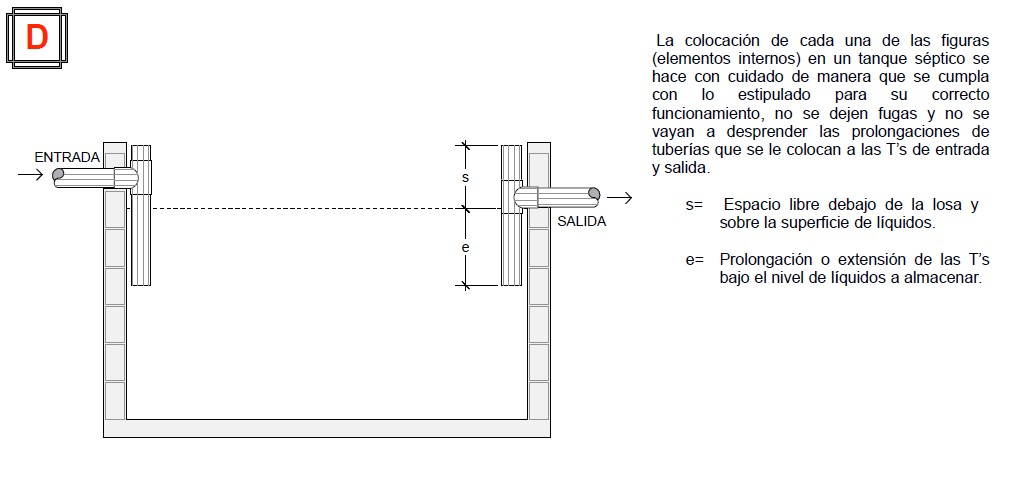 D
La colocación de cada una de las figuras
(elementos internos) en un tanque séptico se
hace con cuidado de manera que se cumpla
con lo estipulado para su correcto
funcionamiento, no se dejen fugas y no se
vayan a desprender las prolongaciones de
tuberías que se le colocan a las T's de entrada
y salida.
s= Espacio libre debajo de la losa y
sobre la superficie de líquidos.
e= Prolongación o extensión de las T's
bajo el nivel de líquidos a almacenar.
ENTRADA
s
SALIDA
e